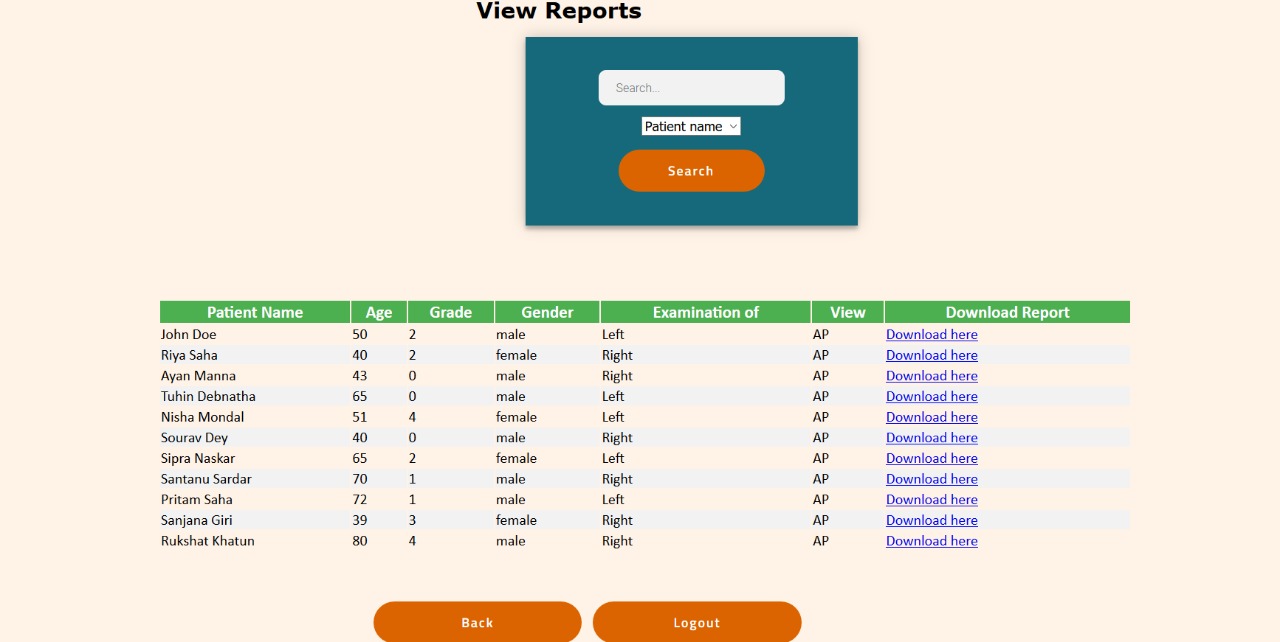 View Reports
Search...
Patient name
Search
Patient Name Age Grade Gender Examination of View Download Report
John Doe 50 2 male Left AP Download here
Riya Saha 40 2 female Right AP Download here
Ayan Manna 43 0 male Right AP Download here
Tuhin Debnatha 65 0 male Left AP Download here
Nisha Mondal 51 4 female Left AP Download here
Sourav Dey 40 0 male Right AP Download here
Sipra Naskar 65 2 female Left AP Download here
Santanu Sardar 70 1 male Right AP Download here
Pritam Saha 72 1 male Left AP Download here
Sanjana Giri 39 3 female Right AP Download here
Rukshat Khatun 80 4 male Right AP Download here
Back Logout